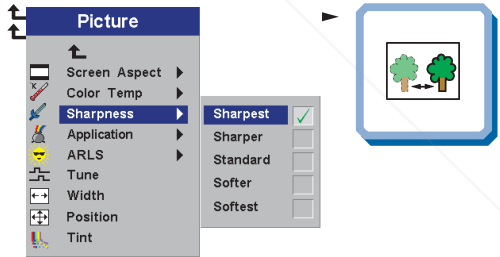 Picture
Screen Aspect
Color Temp
Sharpness
Application
ARLS
Tune
Width
Position
Tint
Sharpest
Sharper
Standard
Softer
Softest